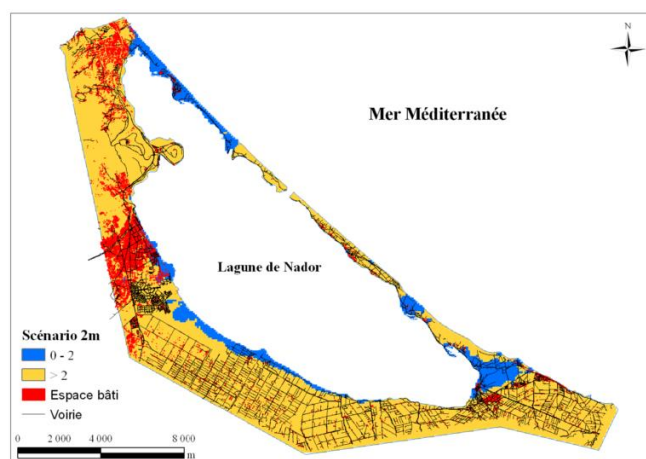 N
Mer Méditerranée
Lagune de Nador
Scénario 2m
0 - 2
> 2
Espace bâti
Voirie
0 2 000 4 000 8 000
m